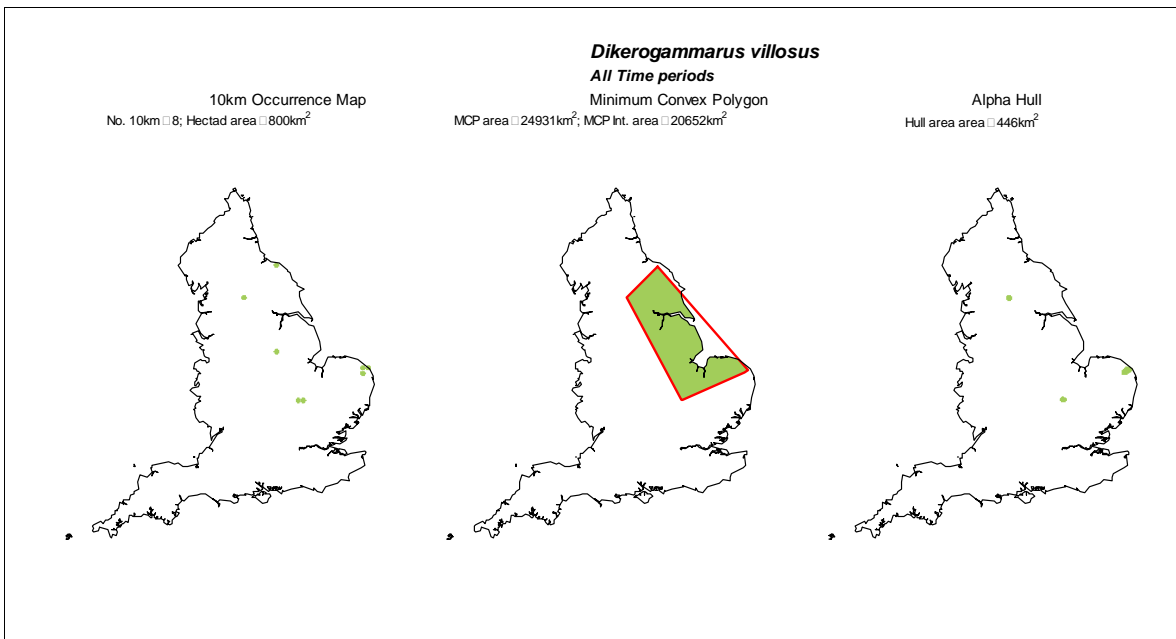 Dikerogammarus villosus
All Time periods
10km Occurrence Map
No. 10km □ 8; Hectad area □ 800km²
Minimum Convex Polygon
MCP area □ 24931km²; MCP Int. area □ 20652km²
Alpha Hull
Hull area area □ 446km²